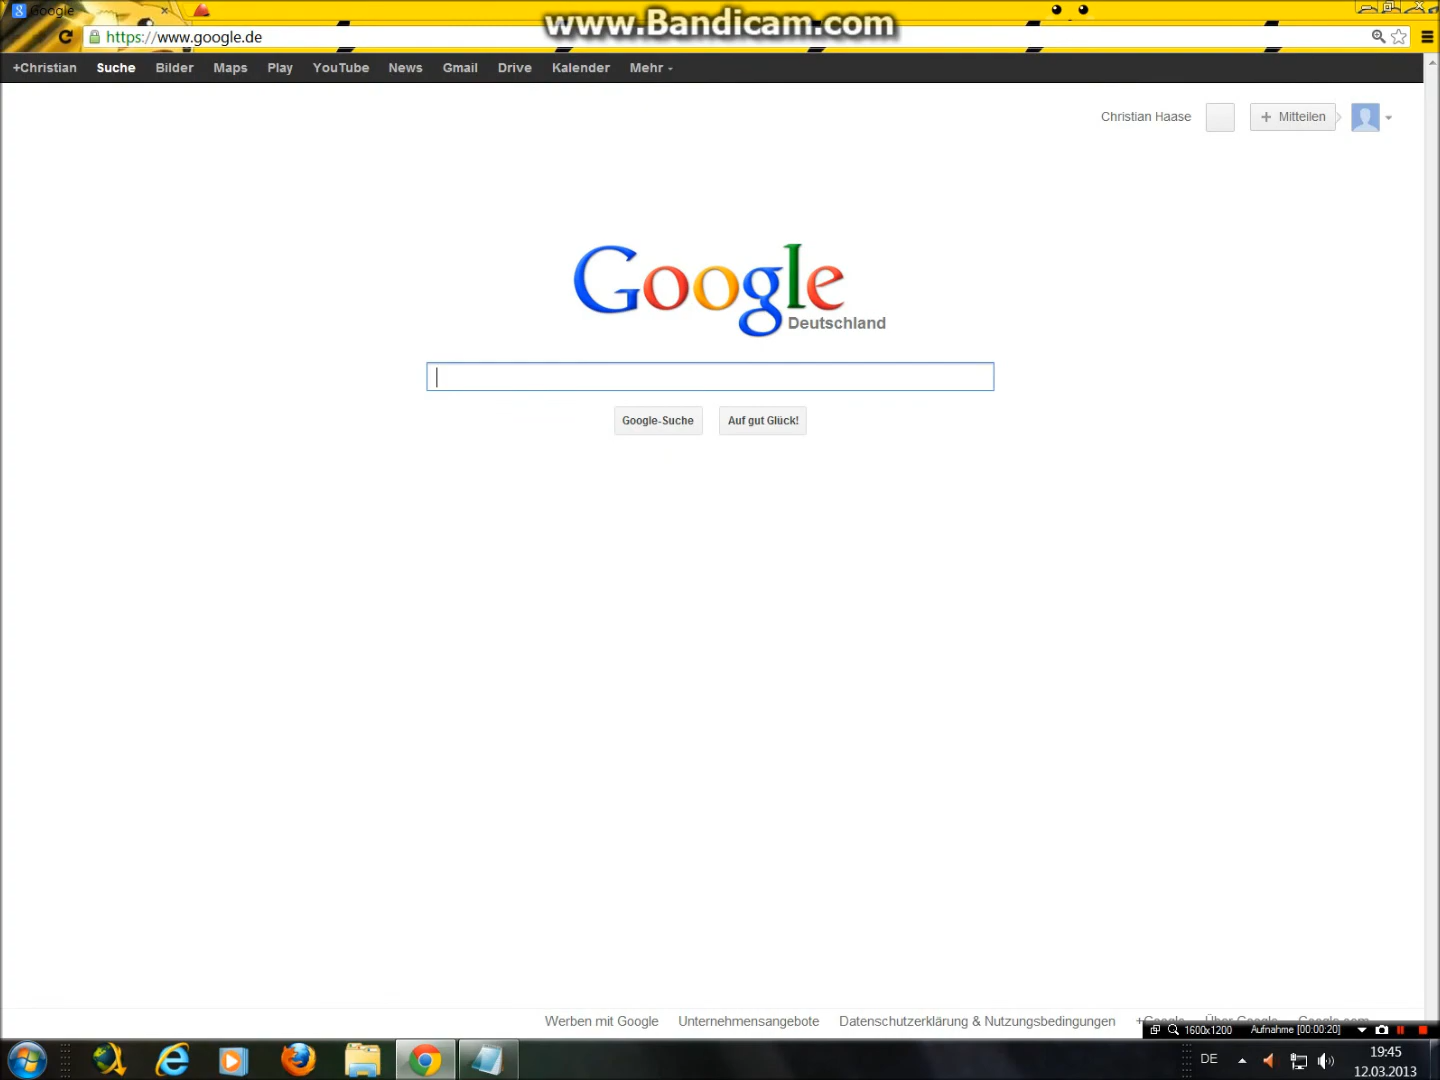 Google
www.Bandicam.com
https://www.google.de
+Christian Suche Bilder Maps Play YouTube News Gmail Drive Kalender Mehr
Christian Haase + Mitteilen
Google
Deutschland
Google-Suche Auf gut Glück!
Werben mit Google Unternehmensangebote Datenschutzerklärung & Nutzungsbedingungen +Google Über Google Google.com
1600x1200 Aufnahme [00:00:20]
DE
19:45
12.03.2013